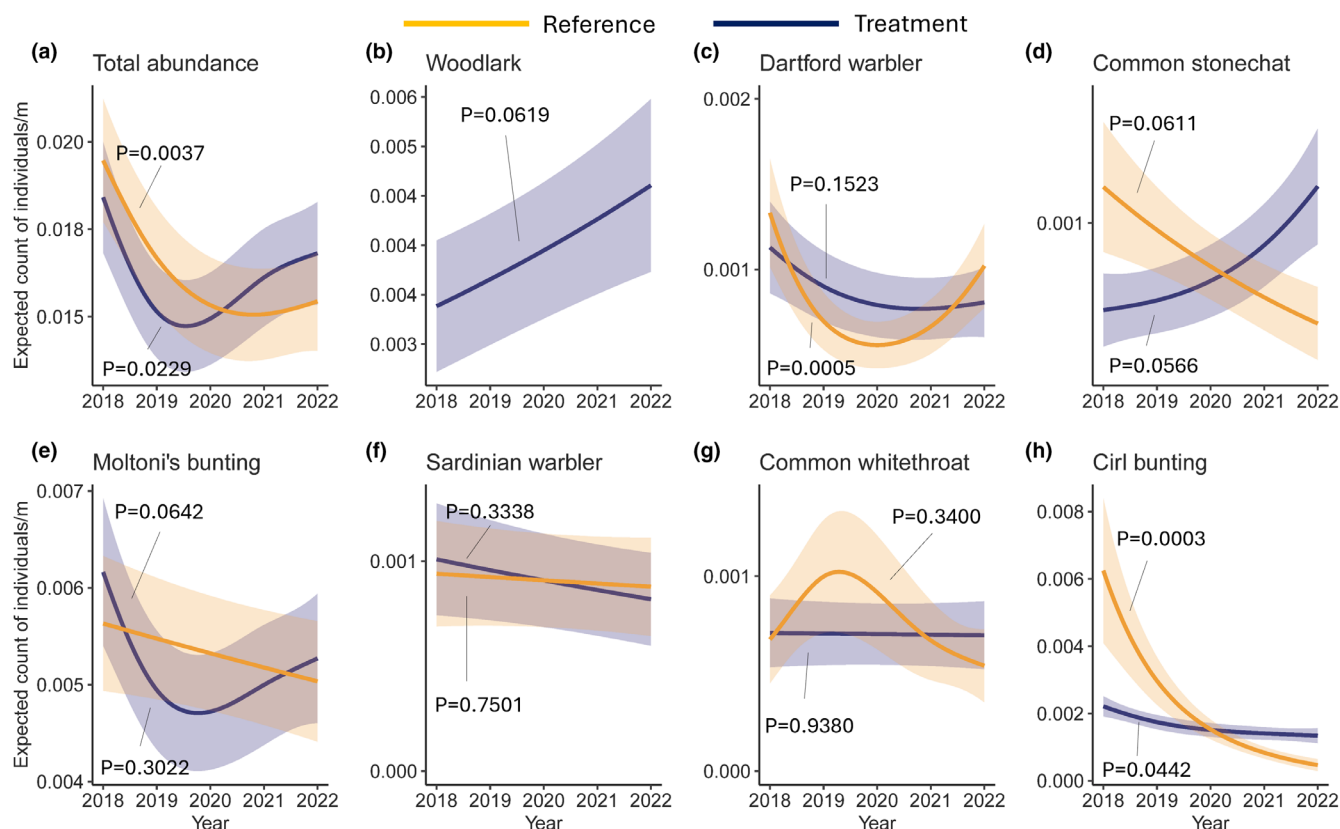 Reference Treatment
(a) Total abundance
(b) Woodlark
(c) Dartford warbler
(d) Common stonechat
Expected count of individuals/m
0.020
0.018
0.015
P=0.0037
P=0.0229
2018 2019 2020 2021 2022
0.006
0.004
0.004
0.004
0.003
P=0.0619
2018 2019 2020 2021 2022
0.002
0.001
P=0.1523
P=0.0005
2018 2019 2020 2021 2022
0.001
P=0.0611
P=0.0566
2018 2019 2020 2021 2022
(e) Moltoni's bunting
(f) Sardinian warbler
(g) Common whitethroat
(h) Cirl bunting
Expected count of individuals/m
0.007
0.006
0.005
0.004
P=0.0642
P=0.3022
2018 2019 2020 2021 2022
Year
0.001
0.000
P=0.3338
P=0.7501
2018 2019 2020 2021 2022
Year
0.001
0.000
P=0.3400
P=0.9380
2018 2019 2020 2021 2022
Year
0.008
0.006
0.004
0.002
0.000
P=0.0003
P=0.0442
2018 2019 2020 2021 2022
Year